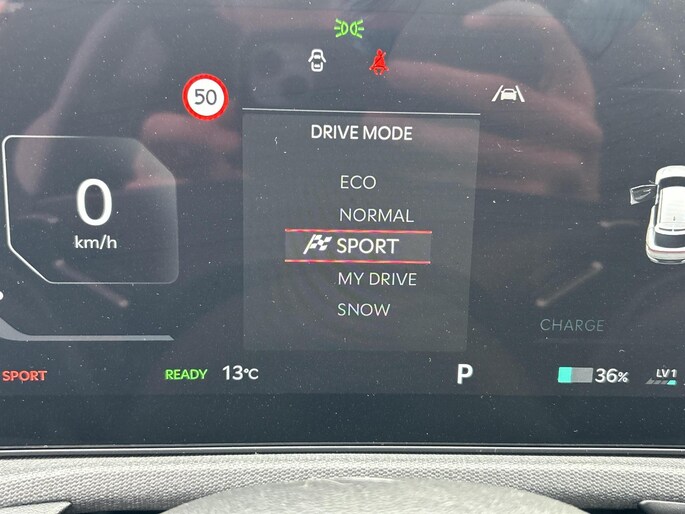 50
DRIVE MODE
0
km/h
ECO
NORMAL
SPORT
MY DRIVE
SNOW
CHARGE
SPORT
READY 13°C
P
36%
LV1